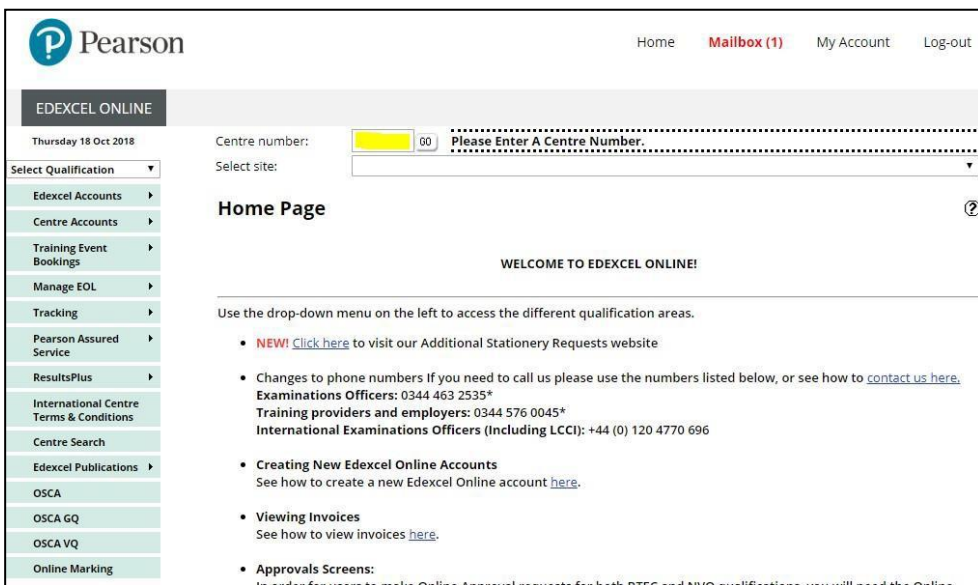 Pearson
Home Mailbox (1) My Account Log-out
EDEXCEL ONLINE
Thursday 18 Oct 2018
Centre number: GO Please Enter A Centre Number.
Select site:
Select Qualification
Edexcel Accounts
Centre Accounts
Training Event
Bookings
Manage EOL
Tracking
Pearson Assured
Service
ResultsPlus
International Centre
Terms & Conditions
Centre Search
Edexcel Publications
OSCA
OSCA GQ
OSCA VQ
Online Marking
Home Page
WELCOME TO EDEXCEL ONLINE!
Use the drop-down menu on the left to access the different qualification areas.
• NEW! Click here to visit our Additional Stationery Requests website
• Changes to phone numbers If you need to call us please use the numbers listed below, or see how to contact us here.
Examinations Officers: 0344 463 2535*
Training providers and employers: 0344 576 0045*
International Examinations Officers (Including LCCI): +44 (0) 120 4770 696
• Creating New Edexcel Online Accounts
See how to create a new Edexcel Online account here.
• Viewing Invoices
See how to view invoices here.
• Approvals Screens:
In order for users to make Online Approval requests for both BTEC and NVQ qualifications, you will need the Online